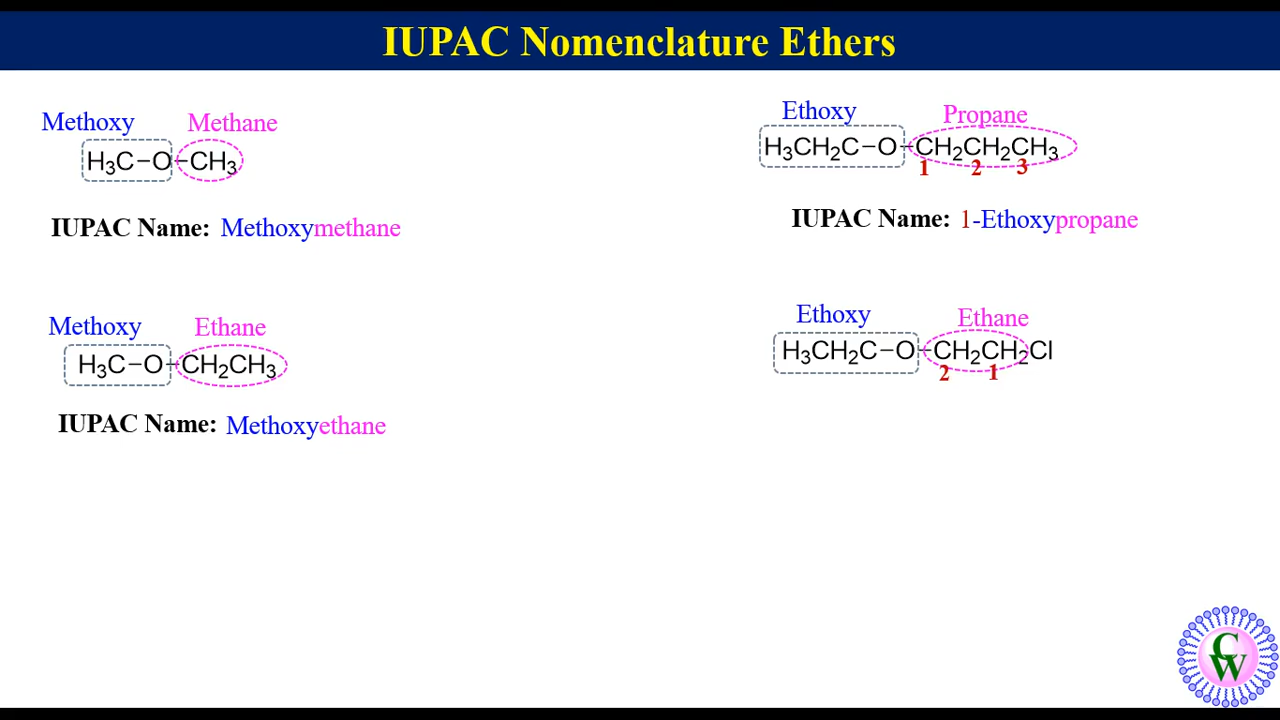 IUPAC Nomenclature Ethers
Methoxy Methane
H₃C–O–CH₃
IUPAC Name: Methoxymethane
Ethoxy Propane
H₃CH₂C–O–CH₂CH₂CH₃
1 2 3
IUPAC Name: 1-Ethoxypropane
Methoxy Ethane
H₃C–O–CH₂CH₃
IUPAC Name: Methoxyethane
Ethoxy Ethane
H₃CH₂C–O–CH₂CH₂Cl
2 1
CW